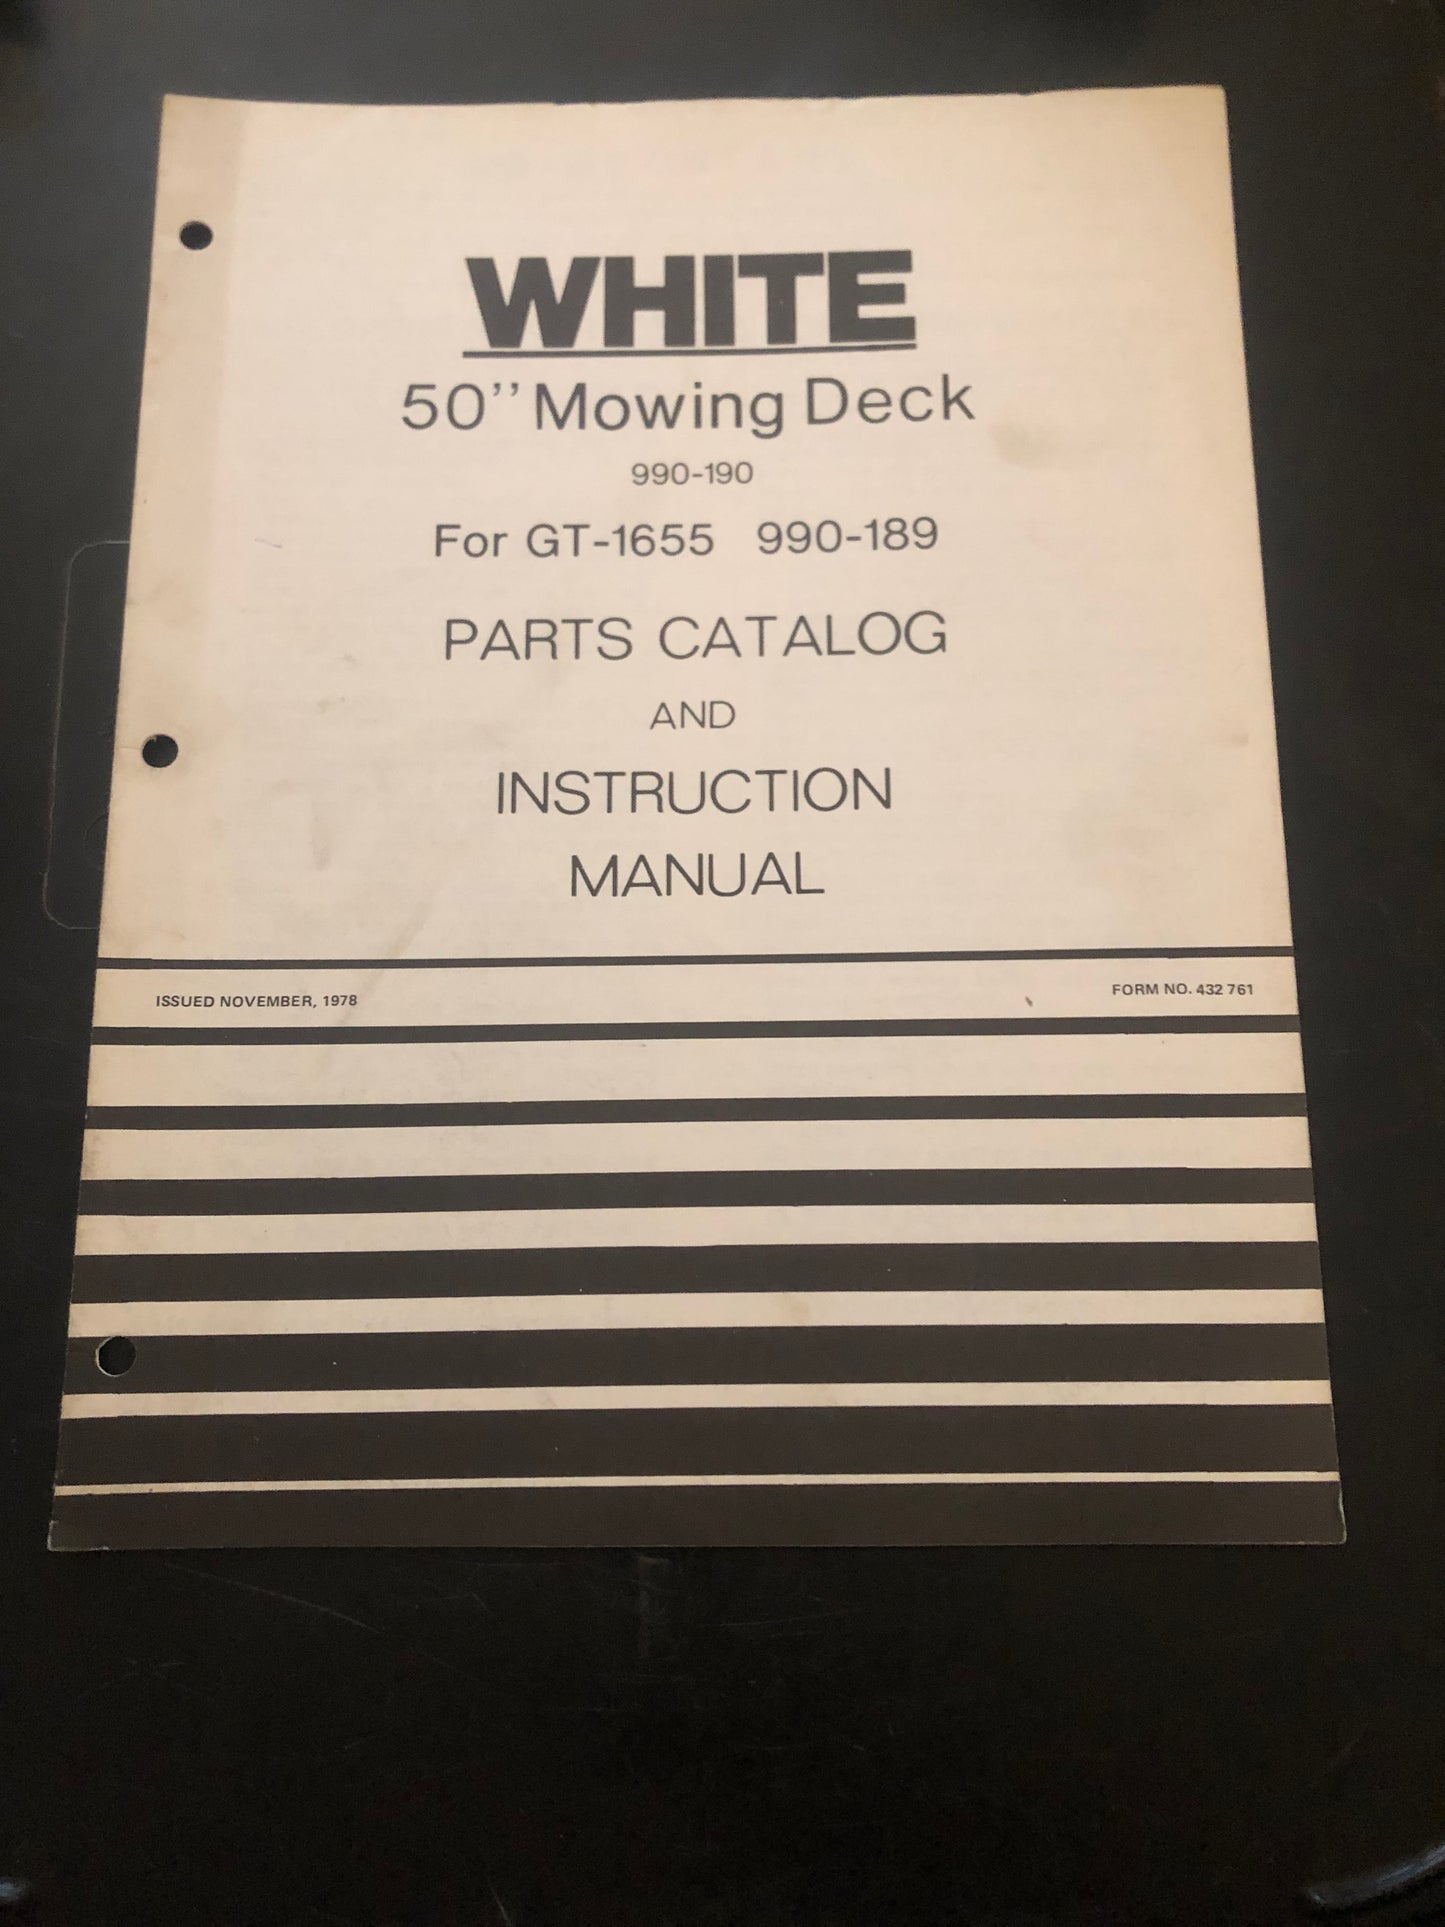 WHITE
50'' Mowing Deck
990-190
For GT-1655 990-189
PARTS CATALOG
AND
INSTRUCTION
MANUAL
ISSUED NOVEMBER, 1978
FORM NO. 432 761